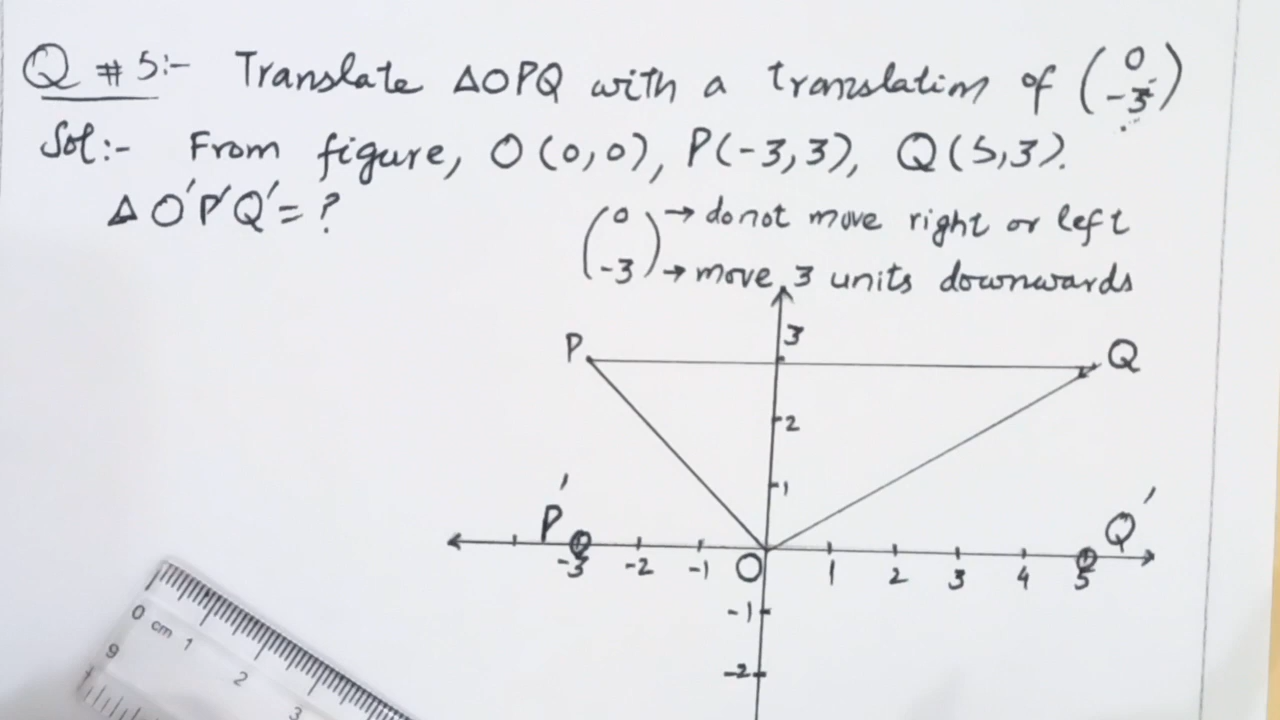 Q # 5:- Translate ΔOPQ with a translation of (0 -3)
Sol:- From figure, O(0,0), P(-3,3), Q(5,3).
Δ O'P'Q' = ?
(0 → do not move right or left
-3) → move 3 units downwards
3
P Q
2
1
P' Q'
-3 -2 -1 O 1 2 3 4 5
-1
-2
0 cm 1 2 3
9